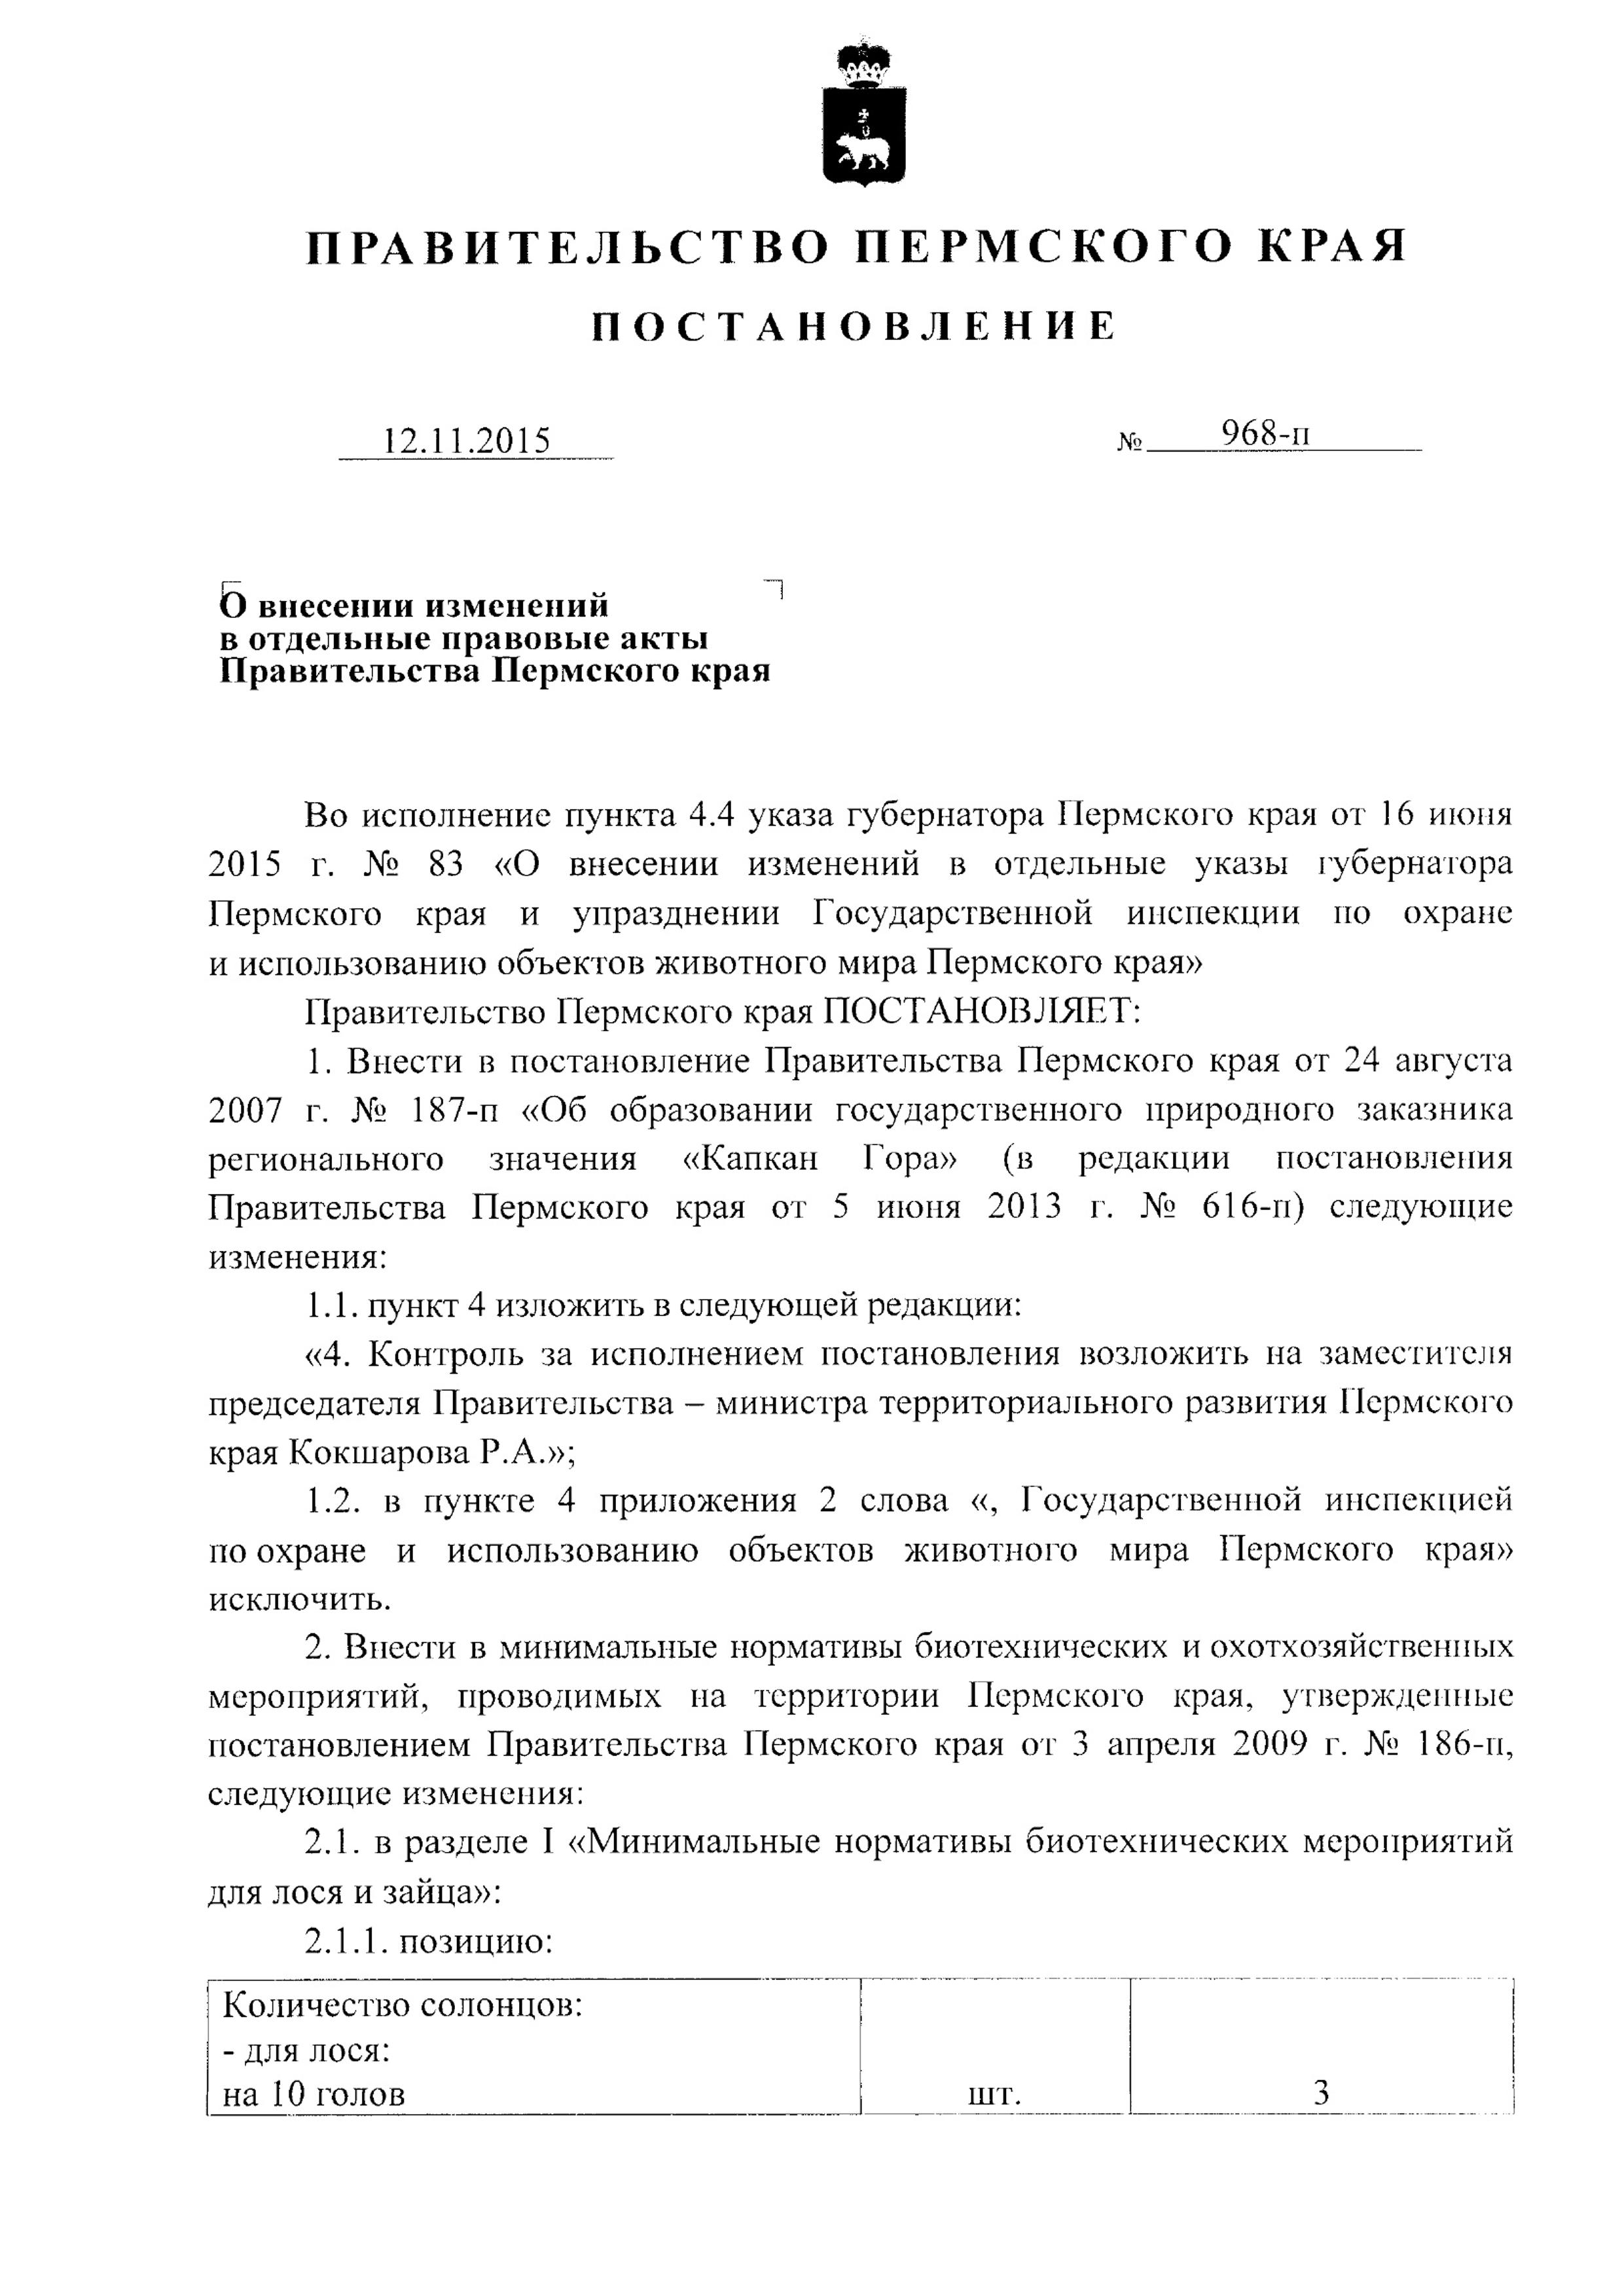 ПРАВИТЕЛЬСТВО ПЕРМСКОГО КРАЯ
ПОСТАНОВЛЕНИЕ
12.11.2015 № 968-п
О внесении изменений
в отдельные правовые акты
Правительства Пермского края
Во исполнение пункта 4.4 указа губернатора Пермского края от 16 июня
2015 г. № 83 «О внесении изменений в отдельные указы губернатора
Пермского края и упразднении Государственной инспекции по охране
и использованию объектов животного мира Пермского края»
Правительство Пермского края ПОСТАНОВЛЯЕТ:
1. Внести в постановление Правительства Пермского края от 24 августа
2007 г. № 187-п «Об образовании государственного природного заказника
регионального значения «Капкан Гора» (в редакции постановления
Правительства Пермского края от 5 июня 2013 г. № 616-п) следующие
изменения:
1.1. пункт 4 изложить в следующей редакции:
«4. Контроль за исполнением постановления возложить на заместителя
председателя Правительства – министра территориального развития Пермского
края Кокшарова Р.А.»;
1.2. в пункте 4 приложения 2 слова «, Государственной инспекцией
по охране и использованию объектов животного мира Пермского края»
исключить.
2. Внести в минимальные нормативы биотехнических и охотхозяйственных
мероприятий, проводимых на территории Пермского края, утвержденные
постановлением Правительства Пермского края от 3 апреля 2009 г. № 186-п,
следующие изменения:
2.1. в разделе I «Минимальные нормативы биотехнических мероприятий
для лося и зайца»:
2.1.1. позицию:
Количество солонцов:
- для лося:
на 10 голов шт. 3